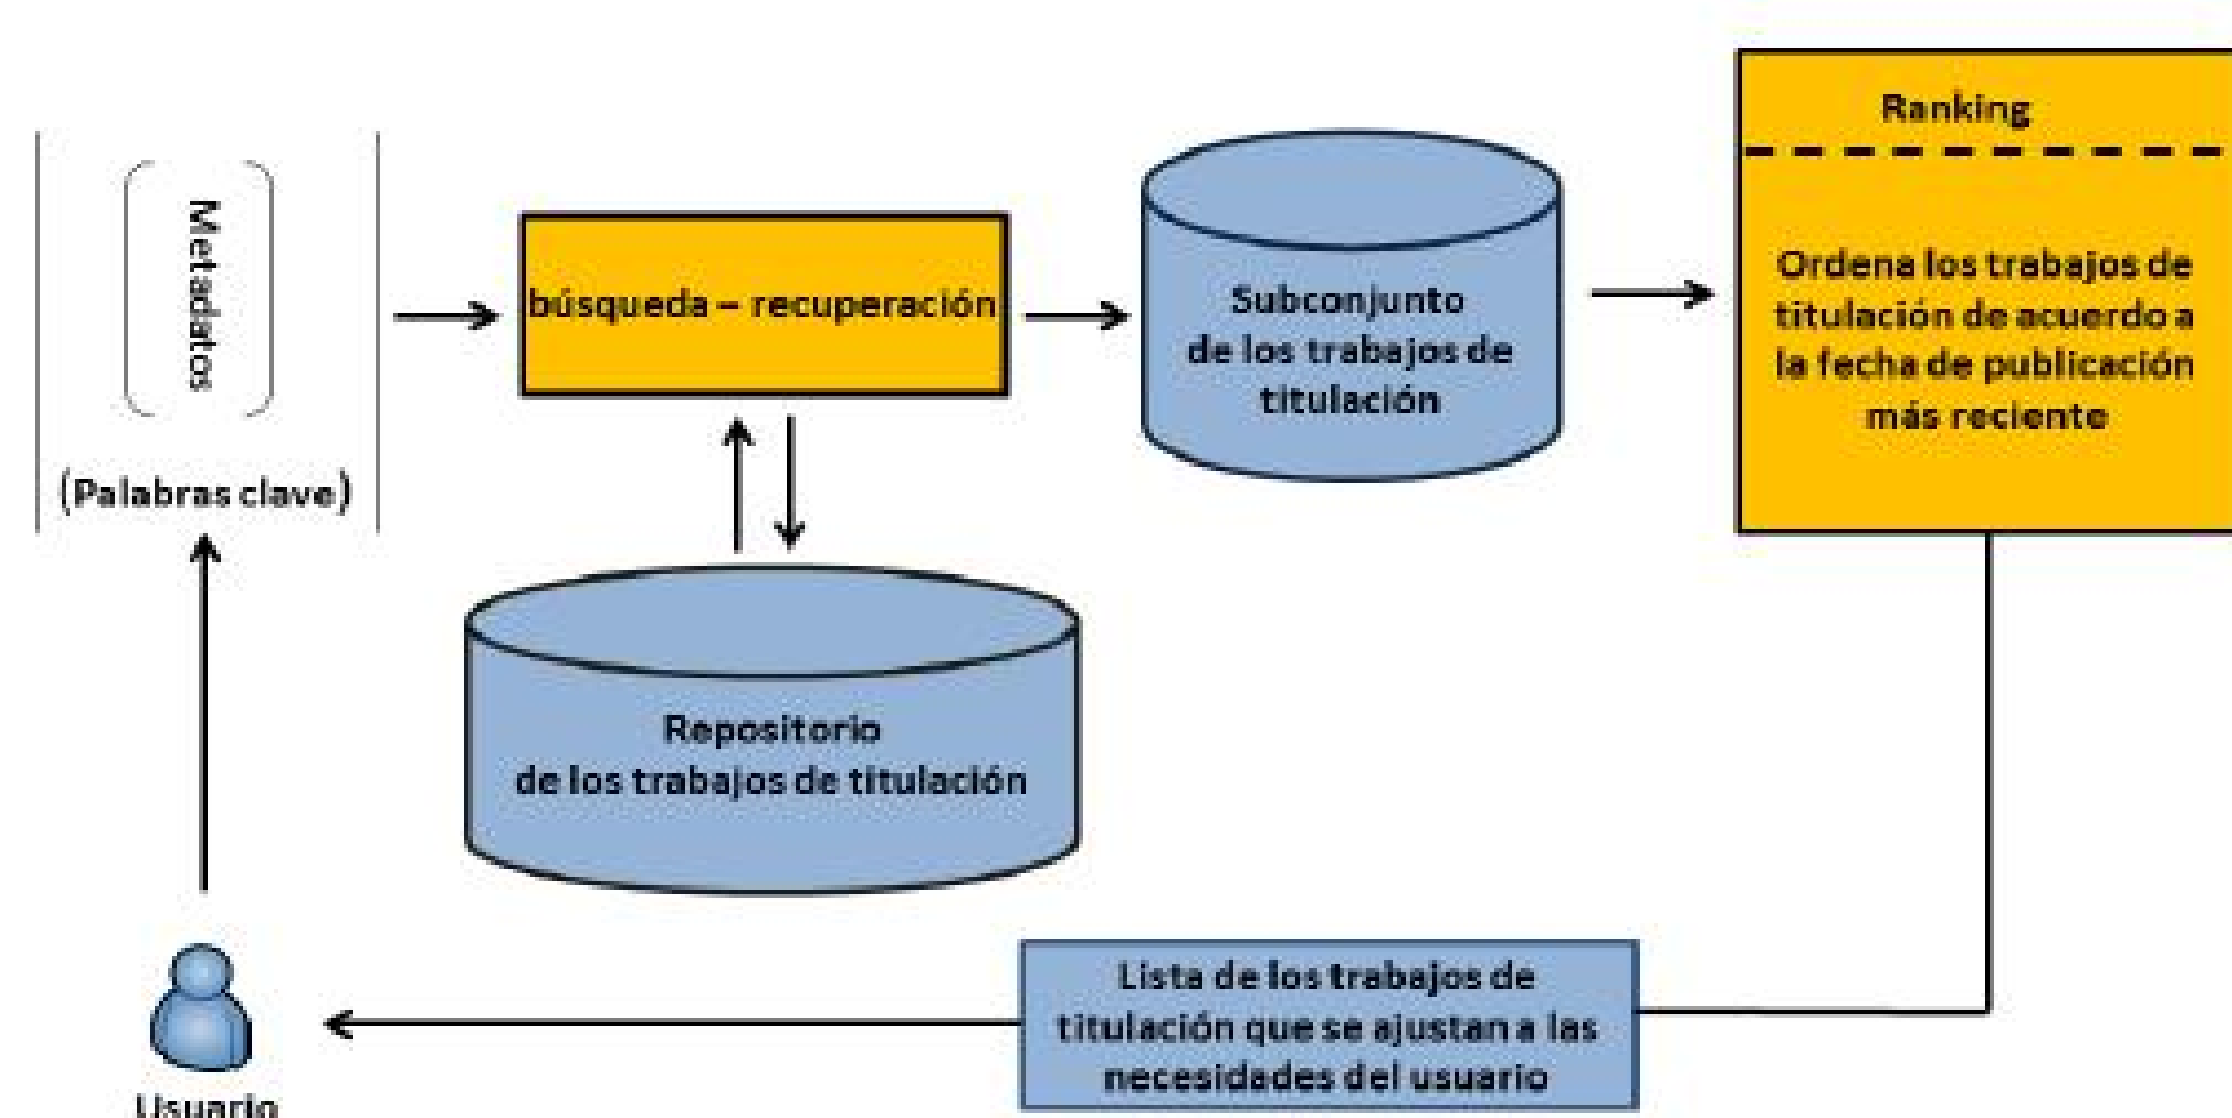 Ranking
Metadatos
búsqueda – recuperación
Subconjunto
de los trabajos de
titulación
Ordena los trabajos de
titulación de acuerdo a
la fecha de publicación
más reciente
(Palabras clave)
Repositorio
de los trabajos de titulación
Lista de los trabajos de
titulación que se ajustan a las
necesidades del usuario
Usuario